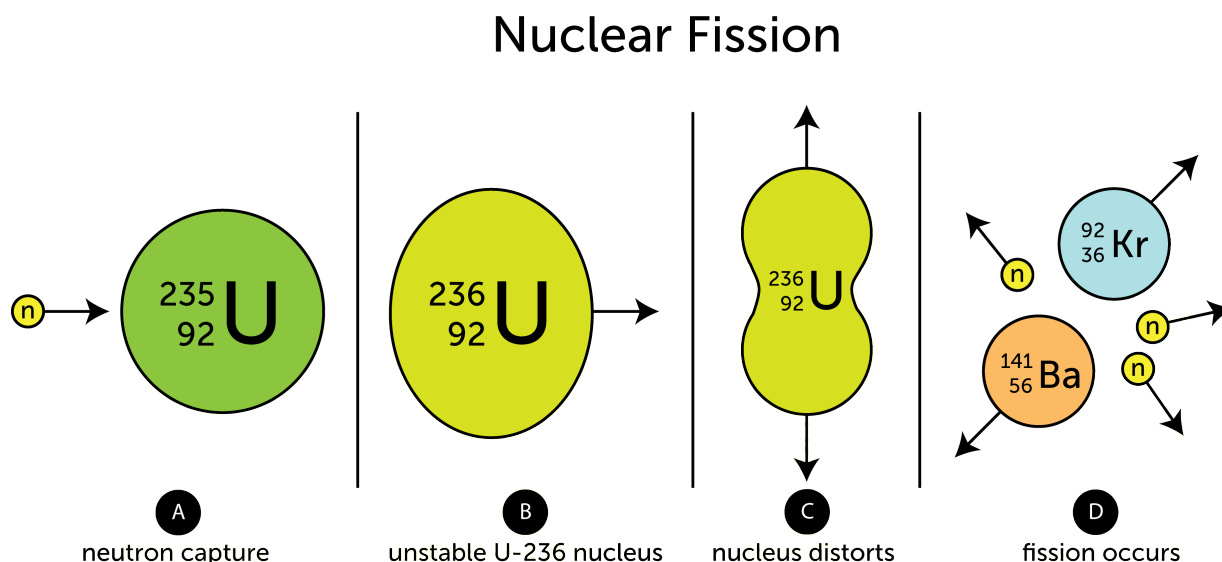 Nuclear Fission
n
235
92 U
236
92 U
236
92 U
92
36 Kr
n
n
n
141
56 Ba
A
neutron capture
B
unstable U-236 nucleus
C
nucleus distorts
D
fission occurs